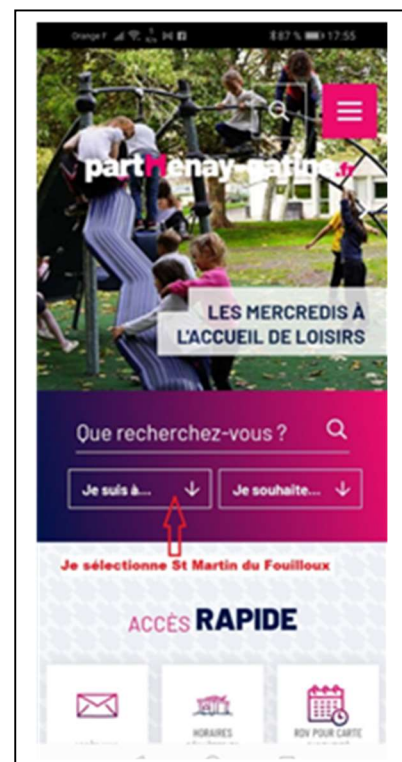 Orange F 87 % 17:55
partHenay-gatine.fr
LES MERCREDIS À
L'ACCUEIL DE LOISIRS
Que recherchez-vous ?
Je suis à... Je souhaite...
Je sélectionne St Martin du Fouilloux
ACCÈS RAPIDE
HORAIRES
RDV POUR CARTE